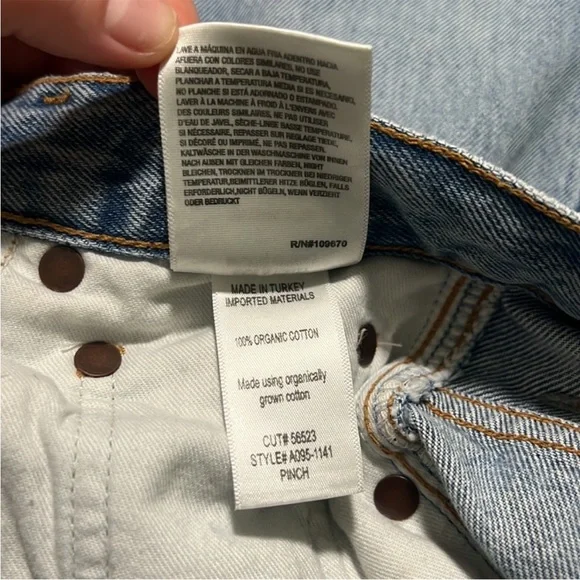 LAVE A MÁQUINA EN AGUA FRIA ADENTRO HACIA
AFUERA CON COLORES SIMILARES. NO USE
BLANQUEADOR, SECAR A BAJA TEMPERATURA,
PLANCHAR A TEMPERATURA MEDIA SI ES NECESARIO,
NO PLANCHE SI ESTÁ ADORNADO O ESTAMPADO.
LAVER À LA MACHINE À FROID À L'ENVERS AVEC
DES COULEURS SIMILAIRES, NE PAS UTILISER
D'EAU DE JAVEL, SÈCHE-LINGE BASSE TEMPÉRATURE,
SI NÉCESSAIRE, REPASSER SUR RÉGLAGE TIÈDE,
SI DÉCORÉ OU IMPRIMÉ, NE PAS REPASSER.
KALTWÄSCHE IN DER WASCHMASCHINE VON INNEN
NACH AUßEN MIT GLEICHEN FARBEN, NIGHT
BLEICHEN, TROCKNEN IM TROCKNER BEI NIEDRIGER
TEMPERATUR, BEI MITTLERER HITZE BÜGELN, FALLS
ERFORDERLICH, NICHT BÜGELN, WENN VERZIERT
ODER BEDRUCKT
R/N#109670
MADE IN TURKEY
IMPORTED MATERIALS
100% ORGANIC COTTON
Made using organically
grown cotton
CUT# 56523
STYLE# A095-1141
PINCH